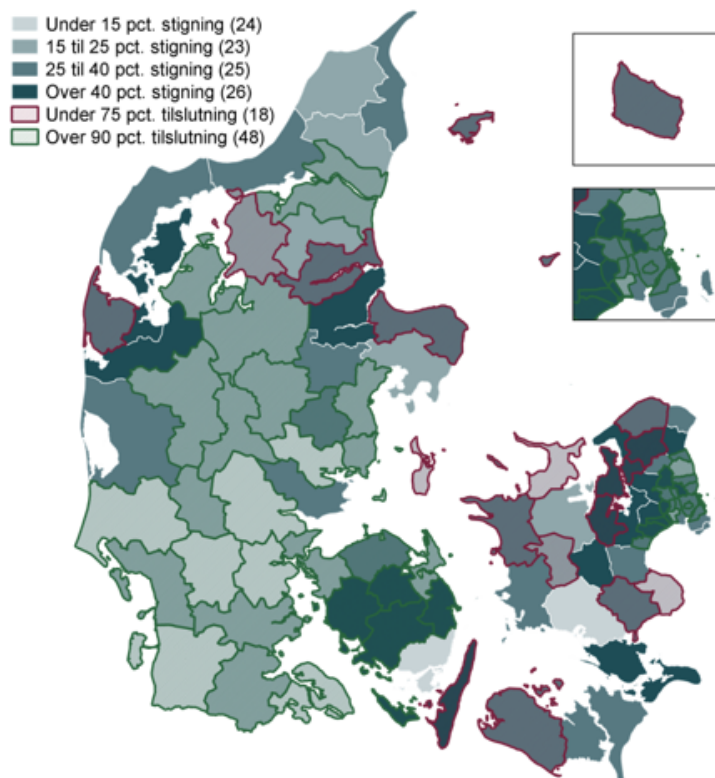 Under 15 pct. stigning (24)
15 til 25 pct. stigning (23)
25 til 40 pct. stigning (25)
Over 40 pct. stigning (26)
Under 75 pct. tilslutning (18)
Over 90 pct. tilslutning (48)